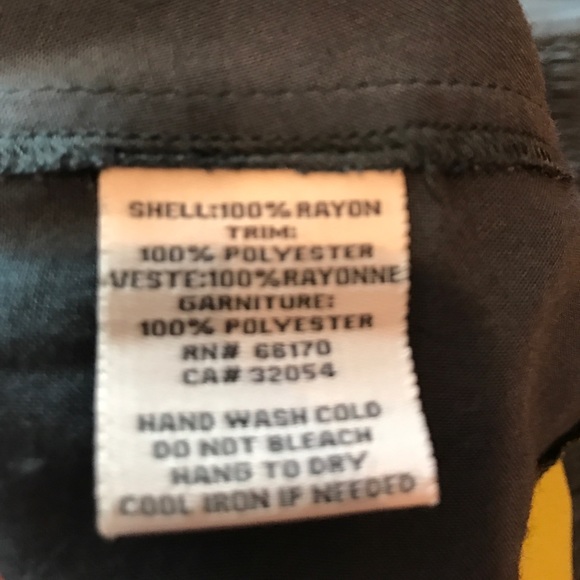 SHELL:100% RAYON
TRIM:
100% POLYESTER
VESTE:100%RAYONNE
GARNITURE:
100% POLYESTER
RN# 66170
CA# 32054
HAND WASH COLD
DO NOT BLEACH
HANG TO DRY
COOL IRON IF NEEDED